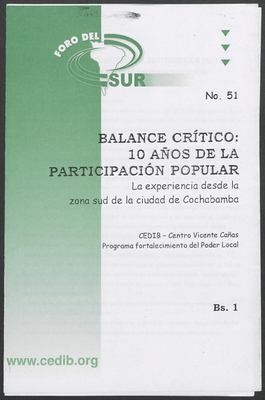 FORO DEL
SUR
No. 51
BALANCE CRÍTICO:
10 AÑOS DE LA
PARTICIPACIÓN POPULAR
La experiencia desde la
zona sud de la ciudad de Cochabamba
CEDIB – Centro Vicente Cañas
Programa fortalecimiento del Poder Local
Bs. 1
www.cedib.org